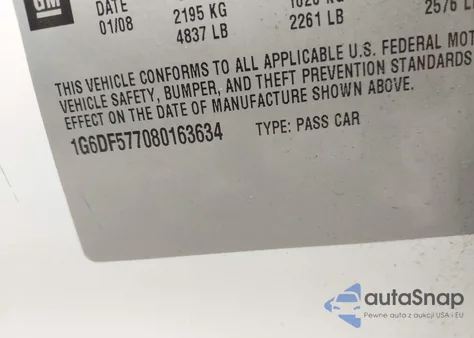 GM
DATE
01/08
2195 KG
4837 LB
2261 LB
THIS VEHICLE CONFORMS TO ALL APPLICABLE U.S. FEDERAL MOT
VEHICLE SAFETY, BUMPER, AND THEFT PREVENTION STANDARDS
EFFECT ON THE DATE OF MANUFACTURE SHOWN ABOVE.
1G6DF577080163634 TYPE: PASS CAR
autaSnap
Pewne auta z aukcji USA i EU